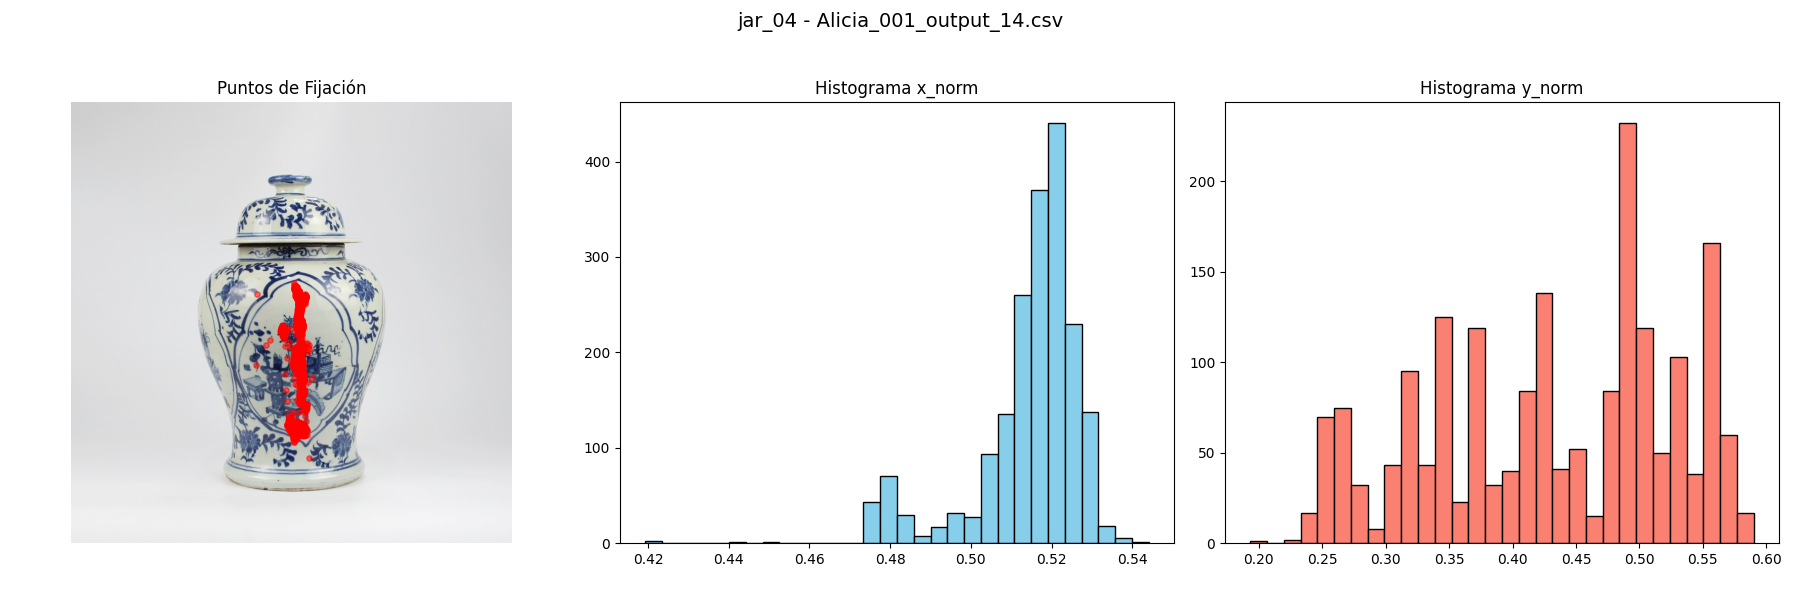 jar_04 - Alicia_001_output_14.csv
Puntos de Fijación
Histograma x_norm
Histograma y_norm
400
300
200
100
0
0.42 0.44 0.46 0.48 0.50 0.52 0.54
200
150
100
50
0
0.20 0.25 0.30 0.35 0.40 0.45 0.50 0.55 0.60